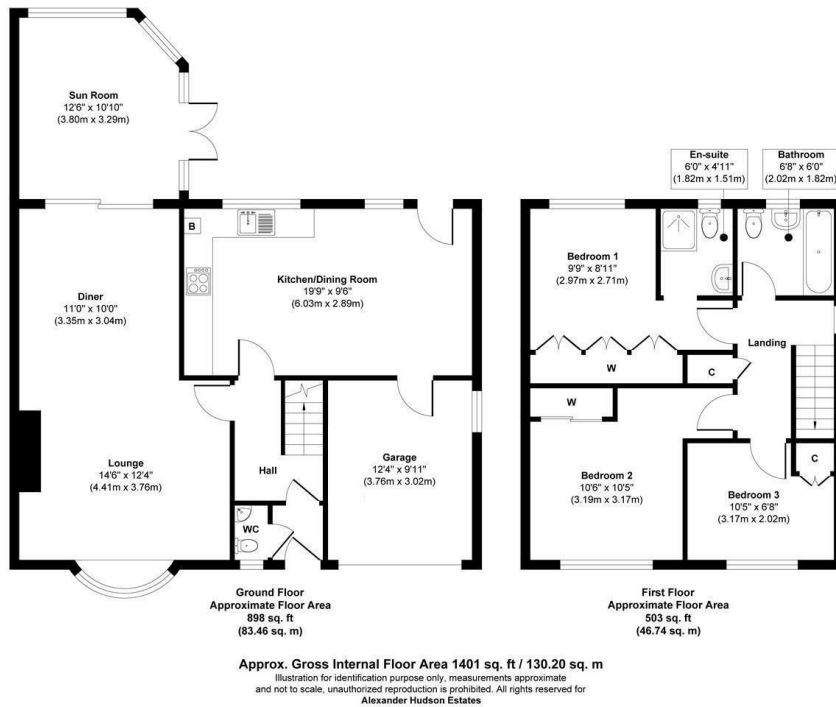 Sun Room
12'6" x 10'10"
(3.80m x 3.29m)
Diner
11'0" x 10'0"
(3.35m x 3.04m)
B
Kitchen/Dining Room
19'9" x 9'6"
(6.03m x 2.89m)
Lounge
14'6" x 12'4"
(4.41m x 3.76m)
Hall
WC
Garage
12'4" x 9'11"
(3.76m x 3.02m)
Ground Floor
Approximate Floor Area
898 sq. ft
(83.46 sq. m)
En-suite
6'0" x 4'11"
(1.82m x 1.51m)
Bathroom
6'8" x 6'0"
(2.02m x 1.82m)
Bedroom 1
9'9" x 8'11"
(2.97m x 2.71m)
Landing
W
C
W
Bedroom 2
10'6" x 10'5"
(3.19m x 3.17m)
C
Bedroom 3
10'5" x 6'8"
(3.17m x 2.02m)
First Floor
Approximate Floor Area
503 sq. ft
(46.74 sq. m)
Approx. Gross Internal Floor Area 1401 sq. ft / 130.20 sq. m
Illustration for identification purpose only, measurements approximate
and not to scale, unauthorized reproduction is prohibited. All rights reserved for
Alexander Hudson Estates